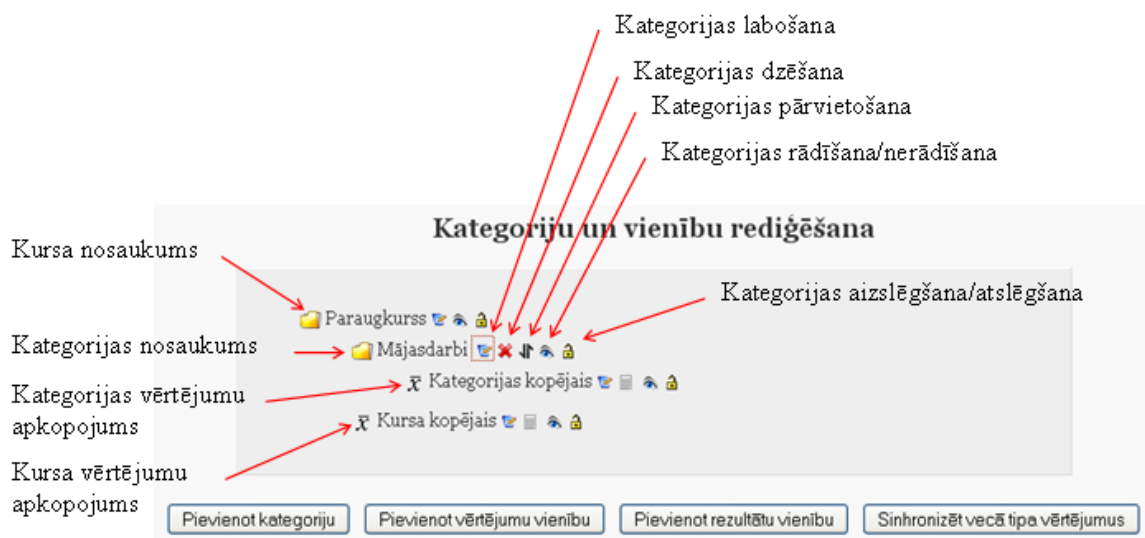 Kategorijas labošana
Kategorijas dzēšana
Kategorijas pārvietošana
Kategorijas rādīšana/nerādīšana
Kategoriju un vienību rediģēšana
Kursa nosaukums
Kategorijas aizslēgšana/atslēgšana
Paraugkurss
Kategorijas nosaukums
Mājasdarbi
Kategorijas vērtējumu
apkopojums
x̅ Kategorijas kopējais
x̅ Kursa kopējais
Kursa vērtējumu
apkopojums
Pievienot kategoriju
Pievienot vērtējumu vienību
Pievienot rezultātu vienību
Sinhronizēt vecā tipa vērtējumus